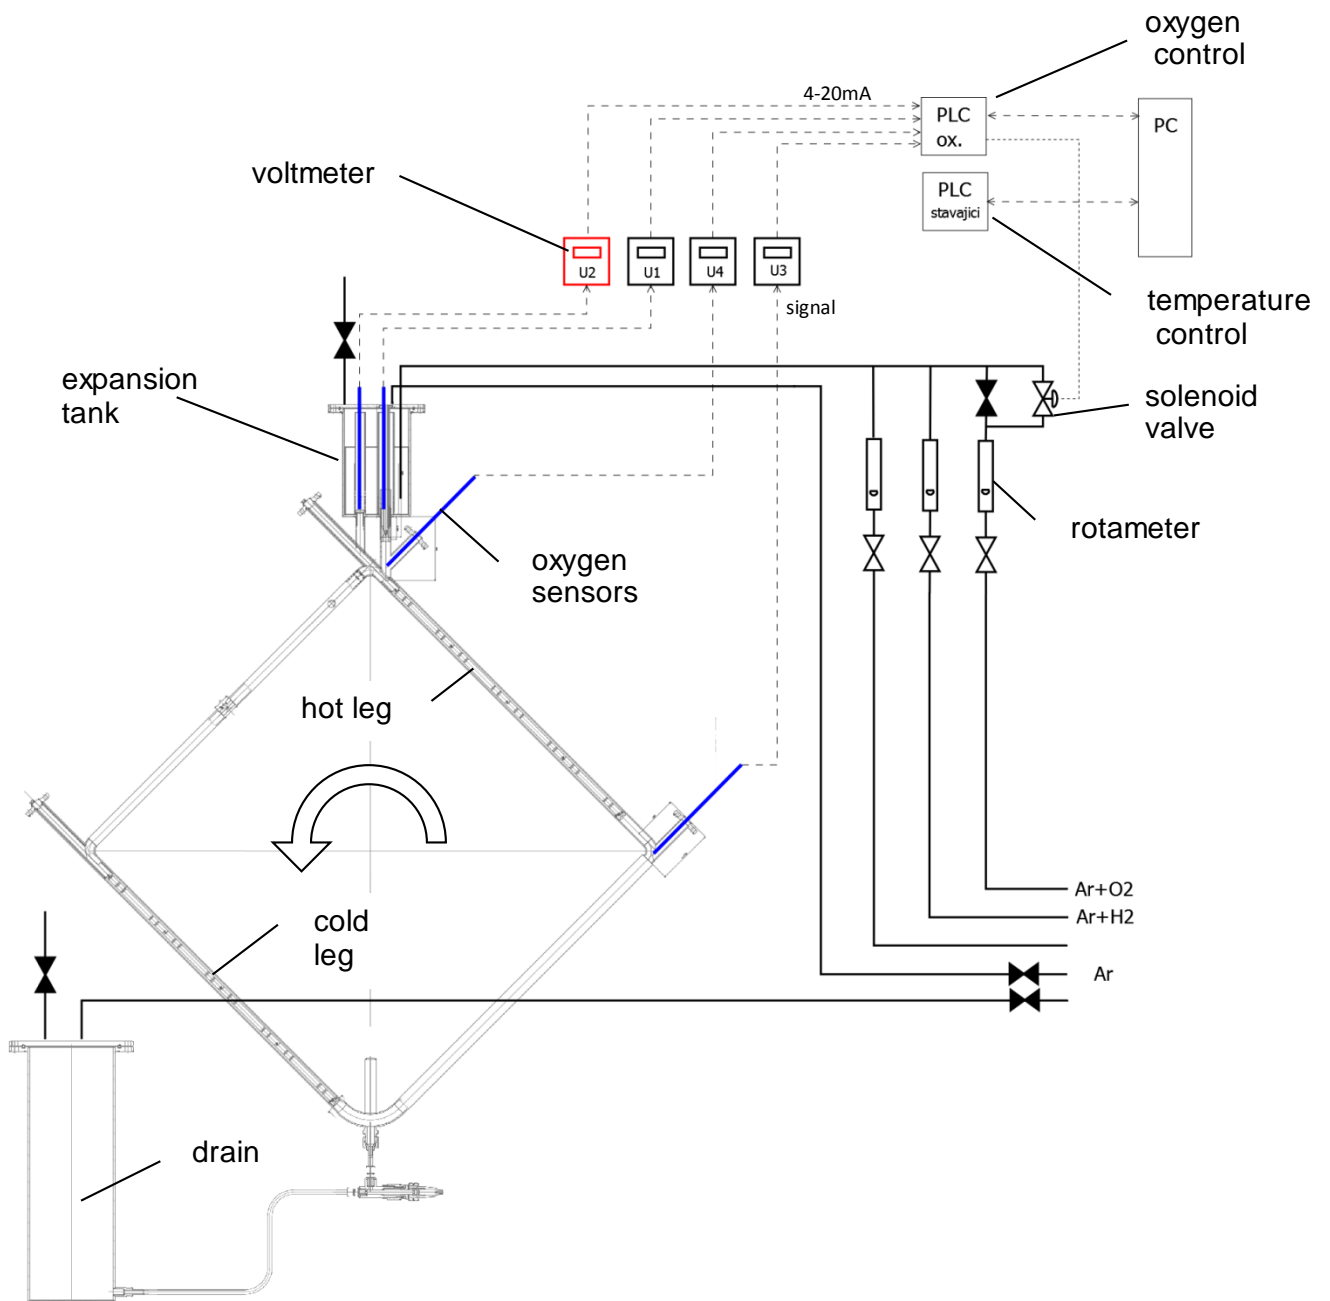 oxygen
control
4-20mA
PLC
ox.
PC
voltmeter
PLC
stavajici
U2
U1
U4
U3
signal
temperature
control
expansion
tank
solenoid
valve
rotameter
oxygen
sensors
hot leg
cold
leg
Ar+O2
Ar+H2
Ar
drain